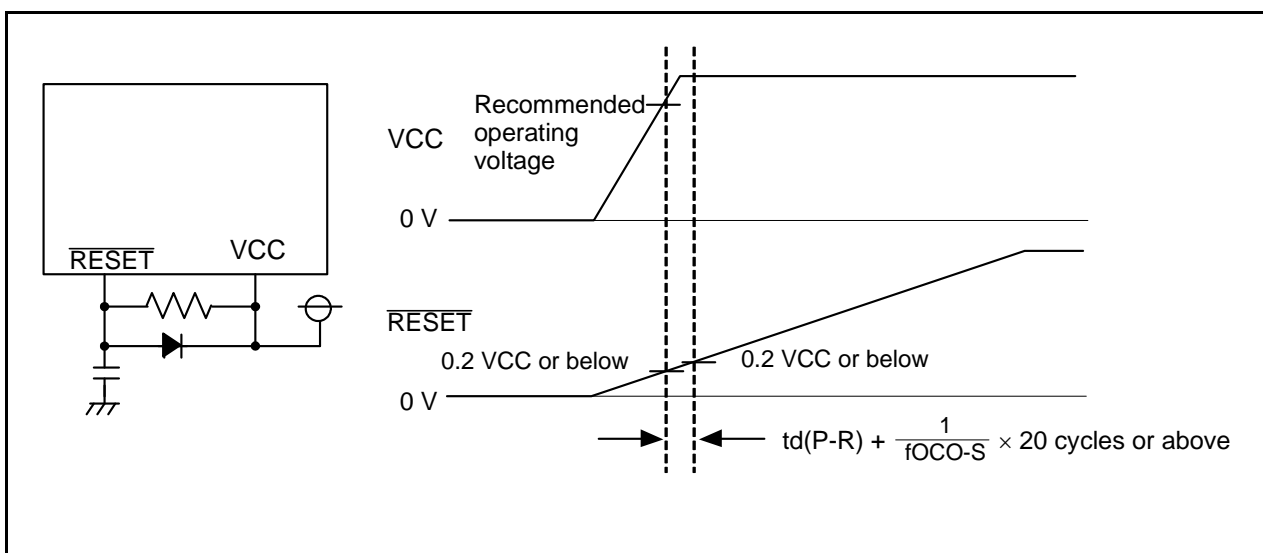 RESET
VCC
VCC
Recommended
operating
voltage
0 V
RESET
0.2 VCC or below
0.2 VCC or below
0 V
td(P-R) + 1/fOCO-S × 20 cycles or above